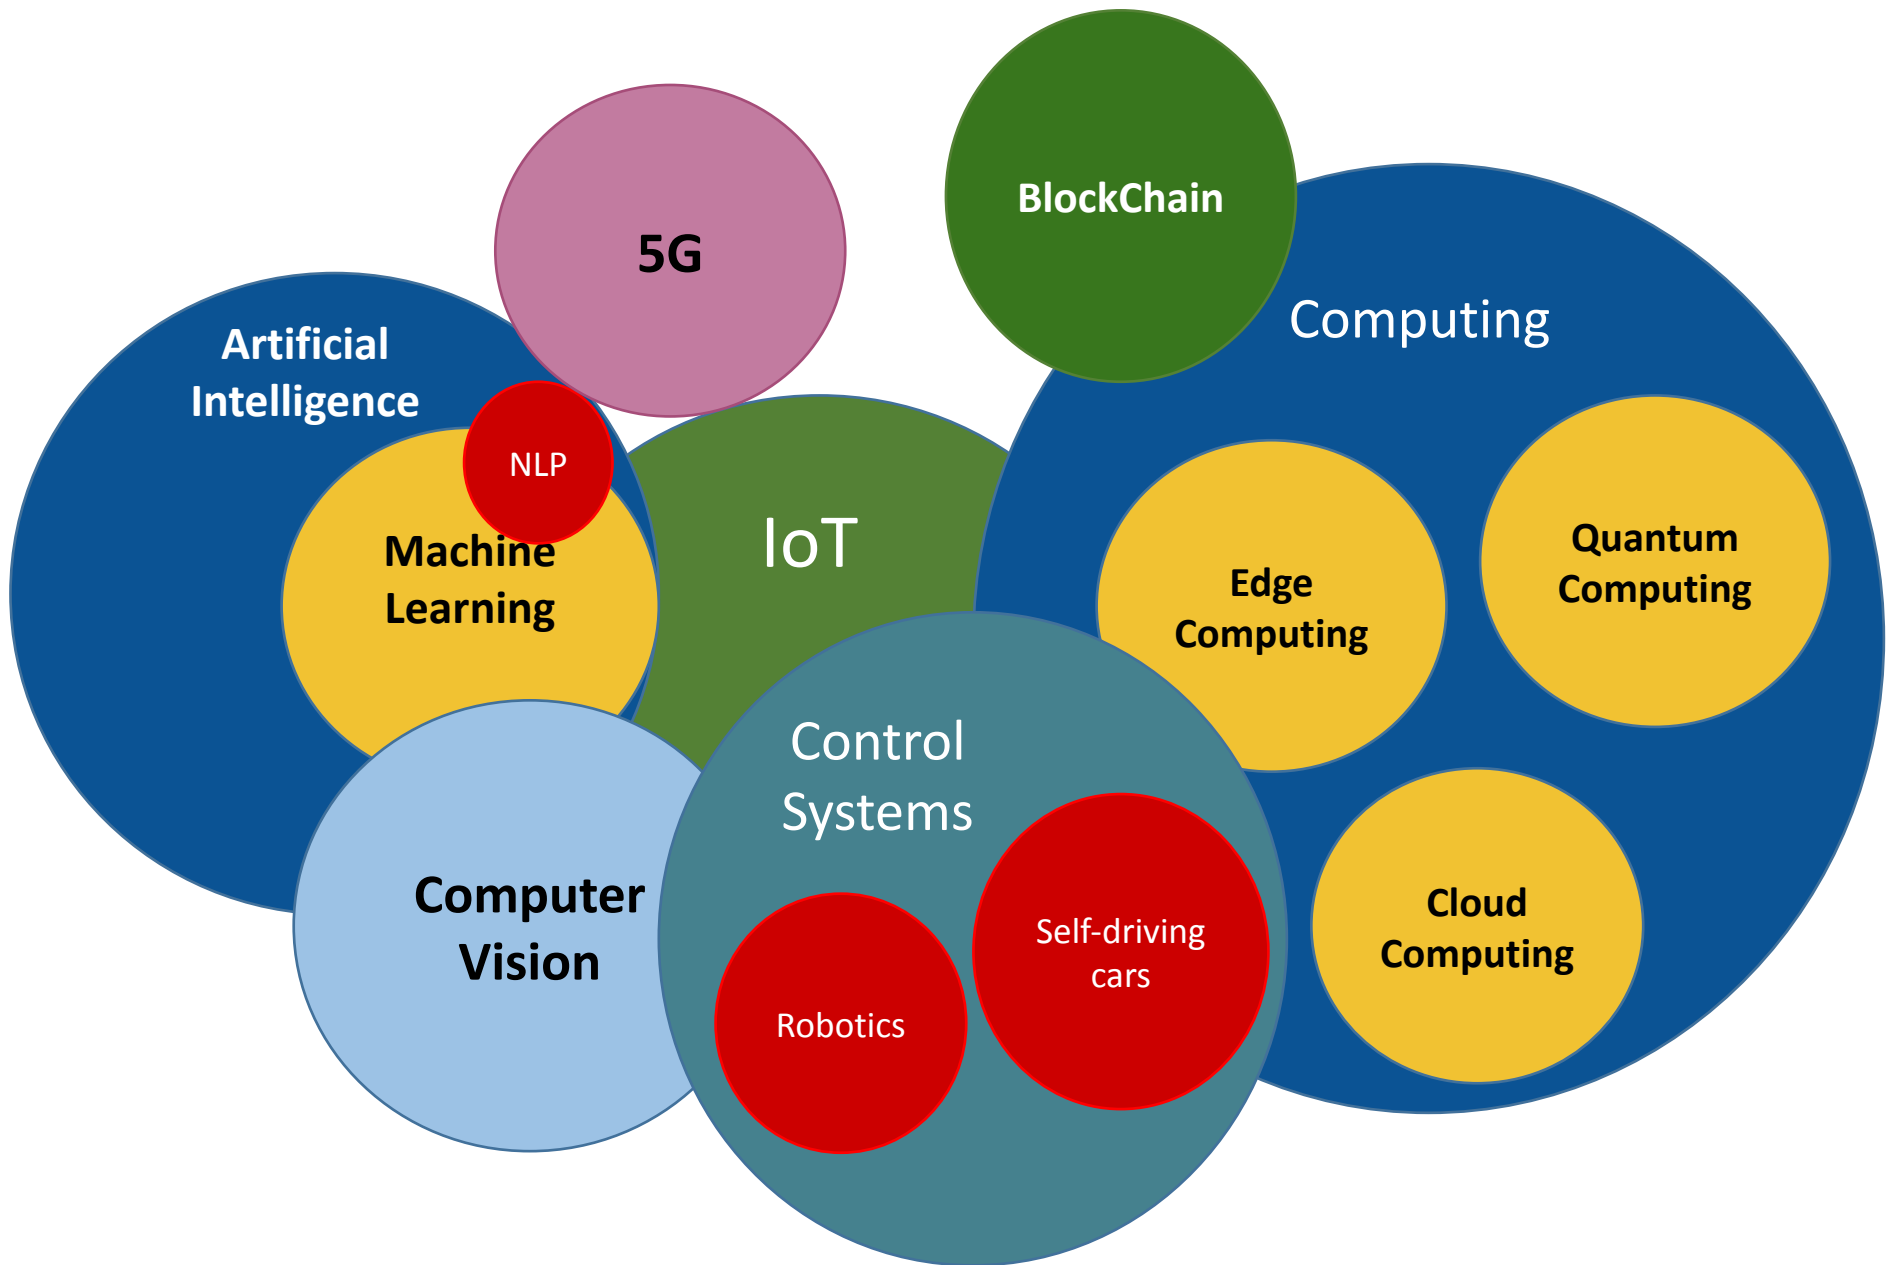 BlockChain
5G
Computing
Artificial
Intelligence
NLP
IoT
Machine
Learning
Edge
Computing
Quantum
Computing
Control
Systems
Computer
Vision
Self-driving
cars
Cloud
Computing
Robotics